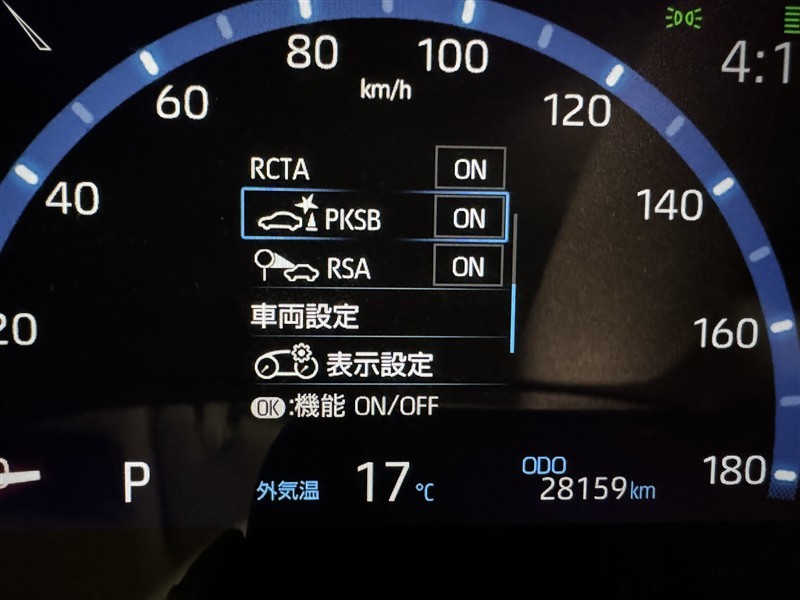 80
100
60
km/h
120
4:1
40
140
RCTA ON
PKSB ON
RSA ON
車両設定
20
160
表示設定
OK:機能 ON/OFF
P
外気温 17℃
ODO
28159km
180